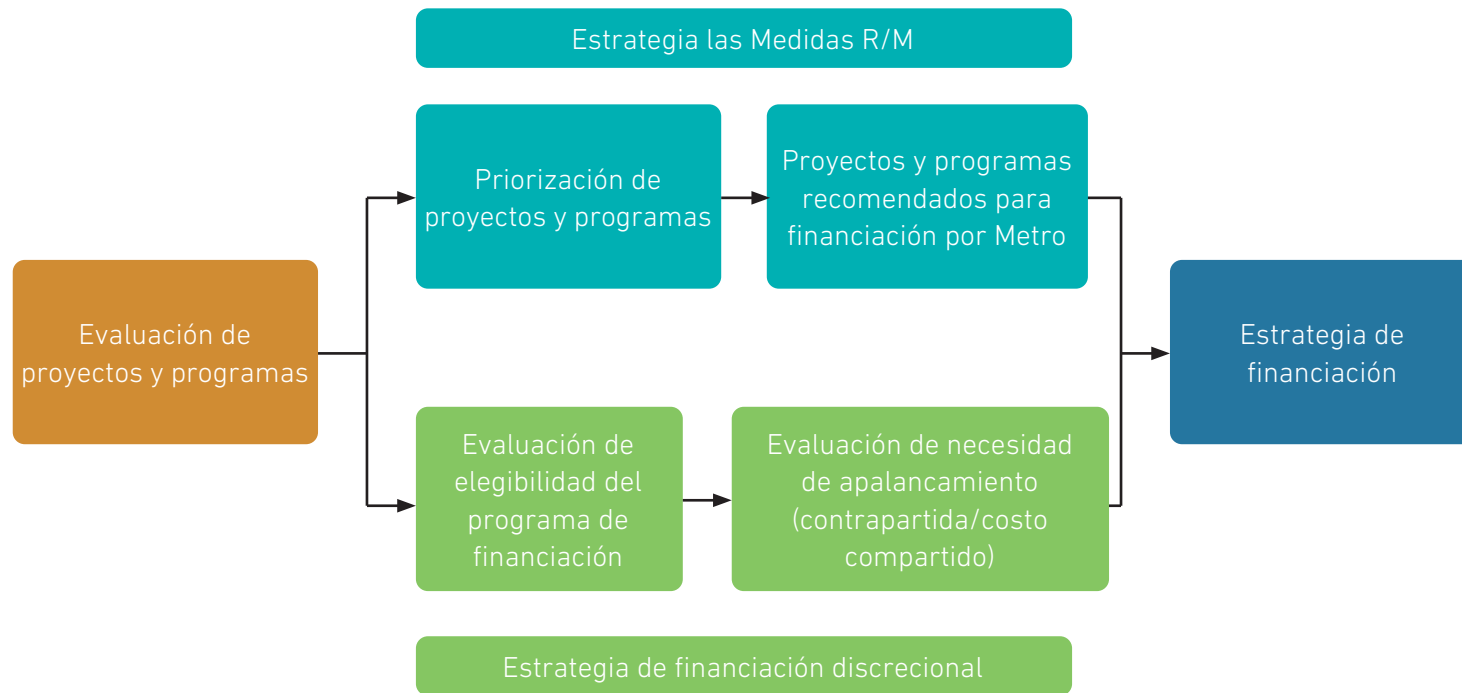 Estrategia las Medidas R/M
Priorización de
proyectos y programas
Proyectos y programas
recomendados para
financiación por Metro
Evaluación de
proyectos y programas
Estrategia de
financiación
Evaluación de
elegibilidad del
programa de
financiación
Evaluación de necesidad
de apalancamiento
(contrapartida/costo
compartido)
Estrategia de financiación discrecional